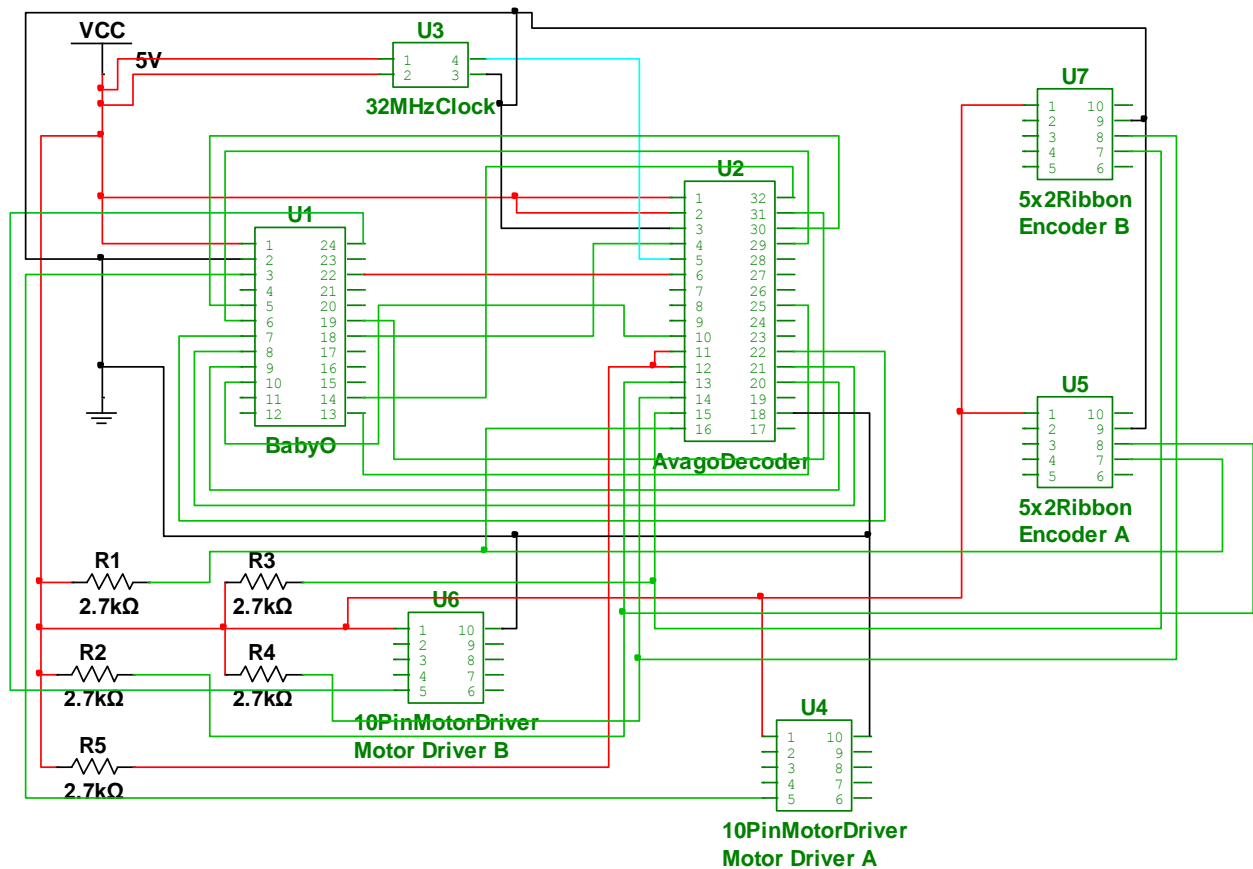 VCC
5V
U3
1 4
2 3
32MHzClock
U7
1 10
2 9
3 8
4 7
5 6
5x2Ribbon
Encoder B
U2
1 32
2 31
3 30
4 29
5 28
6 27
7 26
8 25
9 24
10 23
11 22
12 21
13 20
14 19
15 18
16 17
AvagoDecoder
U1
1 24
2 23
3 22
4 21
5 20
6 19
7 18
8 17
9 16
10 15
11 14
12 13
BabyO
U5
1 10
2 9
3 8
4 7
5 6
5x2Ribbon
Encoder A
R1
2.7kΩ
R3
2.7kΩ
R2
2.7kΩ
R4
2.7kΩ
R5
2.7kΩ
U6
1 10
2 9
3 8
4 7
5 6
10PinMotorDriver
Motor Driver B
U4
1 10
2 9
3 8
4 7
5 6
10PinMotorDriver
Motor Driver A